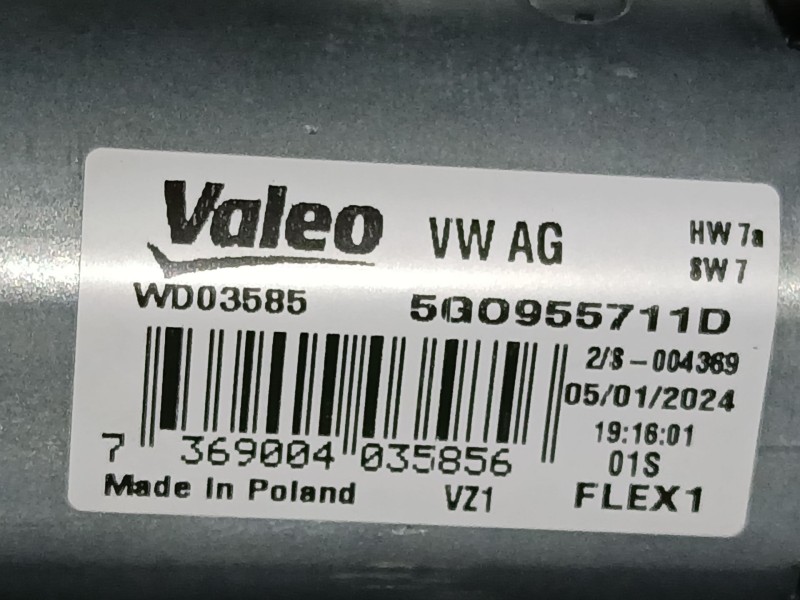 Valeo VW AG HW 7a
SW 7
WD03585 5G0955711D
2/S-004369
05/01/2024
19:16:01
7 369004 035856 01S
Made In Poland VZ1 FLEX1